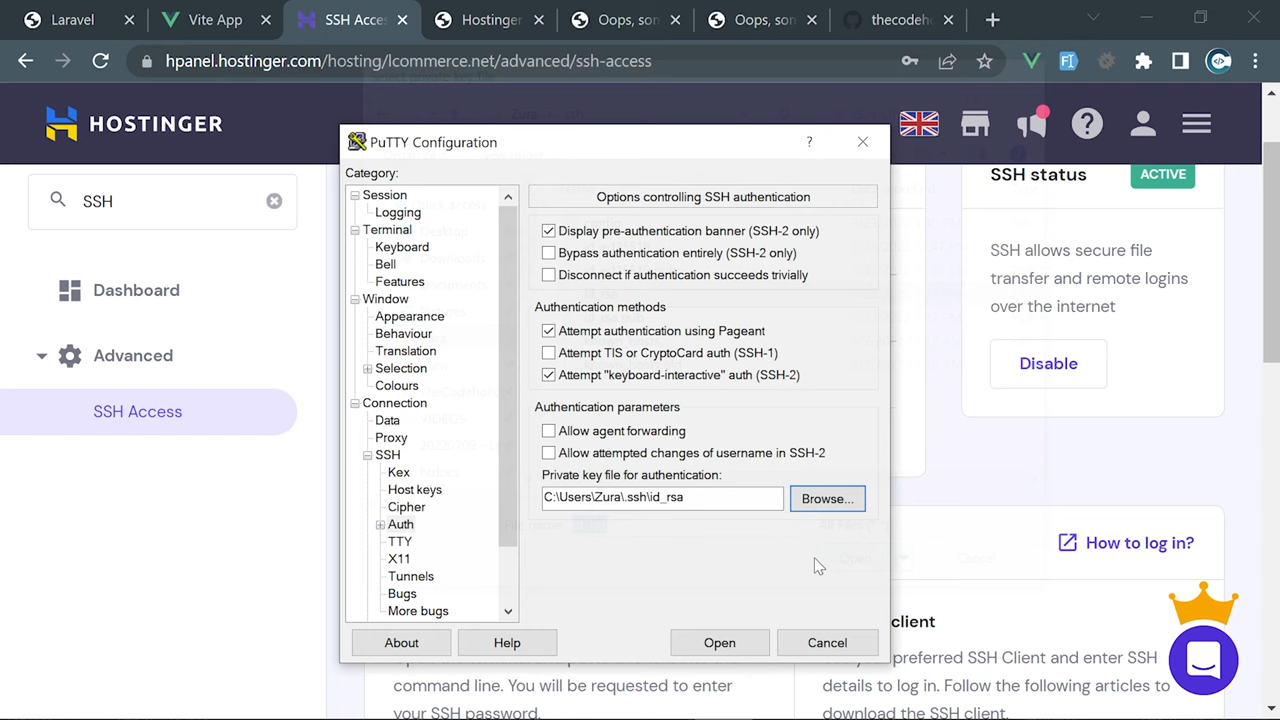 Laravel
Vite App
SSH Acce
Hostinger
Oops, son
Oops, son
thecodeho
hpanel.hostinger.com/hosting/lcommerce.net/advanced/ssh-access
HOSTINGER
SSH
Dashboard
Advanced
SSH Access
PuTTY Configuration
?
Category:
Session
Logging
Terminal
Keyboard
Bell
Features
Window
Appearance
Behaviour
Translation
Selection
Colours
Connection
Data
Proxy
SSH
Kex
Host keys
Cipher
Auth
TTY
X11
Tunnels
Bugs
More bugs
Options controlling SSH authentication
Display pre-authentication banner (SSH-2 only)
Bypass authentication entirely (SSH-2 only)
Disconnect if authentication succeeds trivially
Authentication methods
Attempt authentication using Pageant
Attempt TIS or CryptoCard auth (SSH-1)
Attempt "keyboard-interactive" auth (SSH-2)
Authentication parameters
Allow agent forwarding
Allow attempted changes of username in SSH-2
Private key file for authentication:
C:\Users\Zura\.ssh\id_rsa
Browse...
About
Help
Open
Cancel
SSH status
ACTIVE
SSH allows secure file
transfer and remote logins
over the internet
Disable
How to log in?
client
preferred SSH Client and enter SSH
command line. You will be requested to enter
details to log in. Follow the following articles to
your SSH password.
download the SSH client.